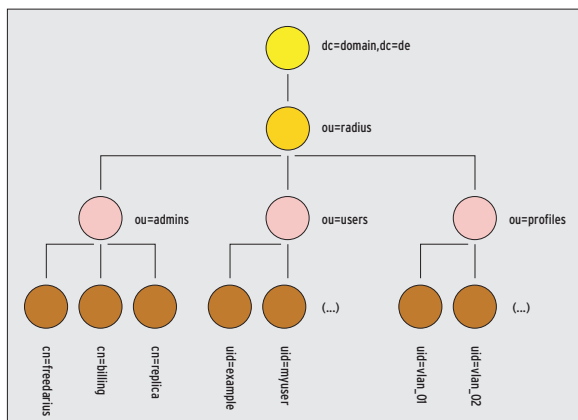 dc=domain,dc=de
ou=radius
ou=admins
ou=users
ou=profiles
(...)
(...)
cn=freedarius
cn=billing
cn=replica
uid=example
uid=myuser
uid=vlan_01
uid=vlan_02